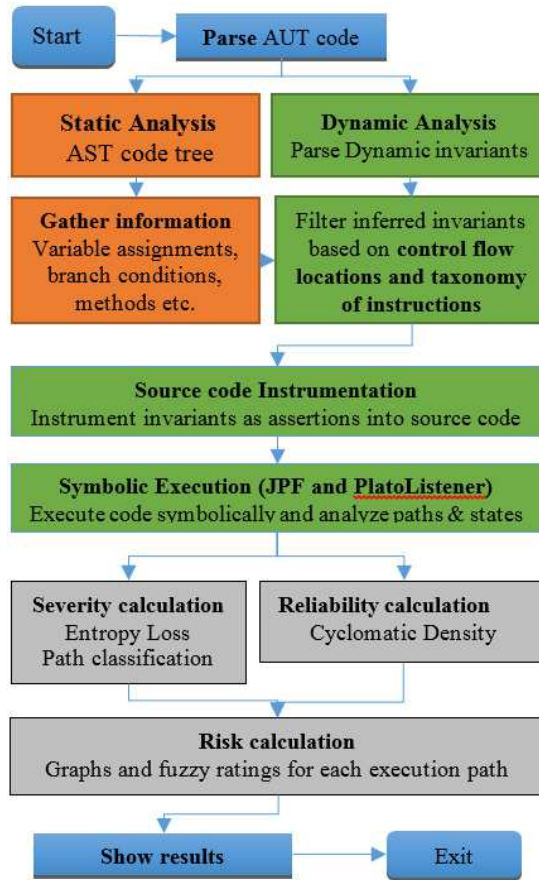 Start
Parse AUT code
Static Analysis
AST code tree
Dynamic Analysis
Parse Dynamic invariants
Gather information
Variable assignments,
branch conditions,
methods etc.
Filter inferred invariants
based on control flow
locations and taxonomy
of instructions
Source code Instrumentation
Instrument invariants as assertions into source code
Symbolic Execution (JPF and PlatoListener)
Execute code symbolically and analyze paths & states
Severity calculation
Entropy Loss
Path classification
Reliability calculation
Cyclomatic Density
Risk calculation
Graphs and fuzzy ratings for each execution path
Show results
Exit